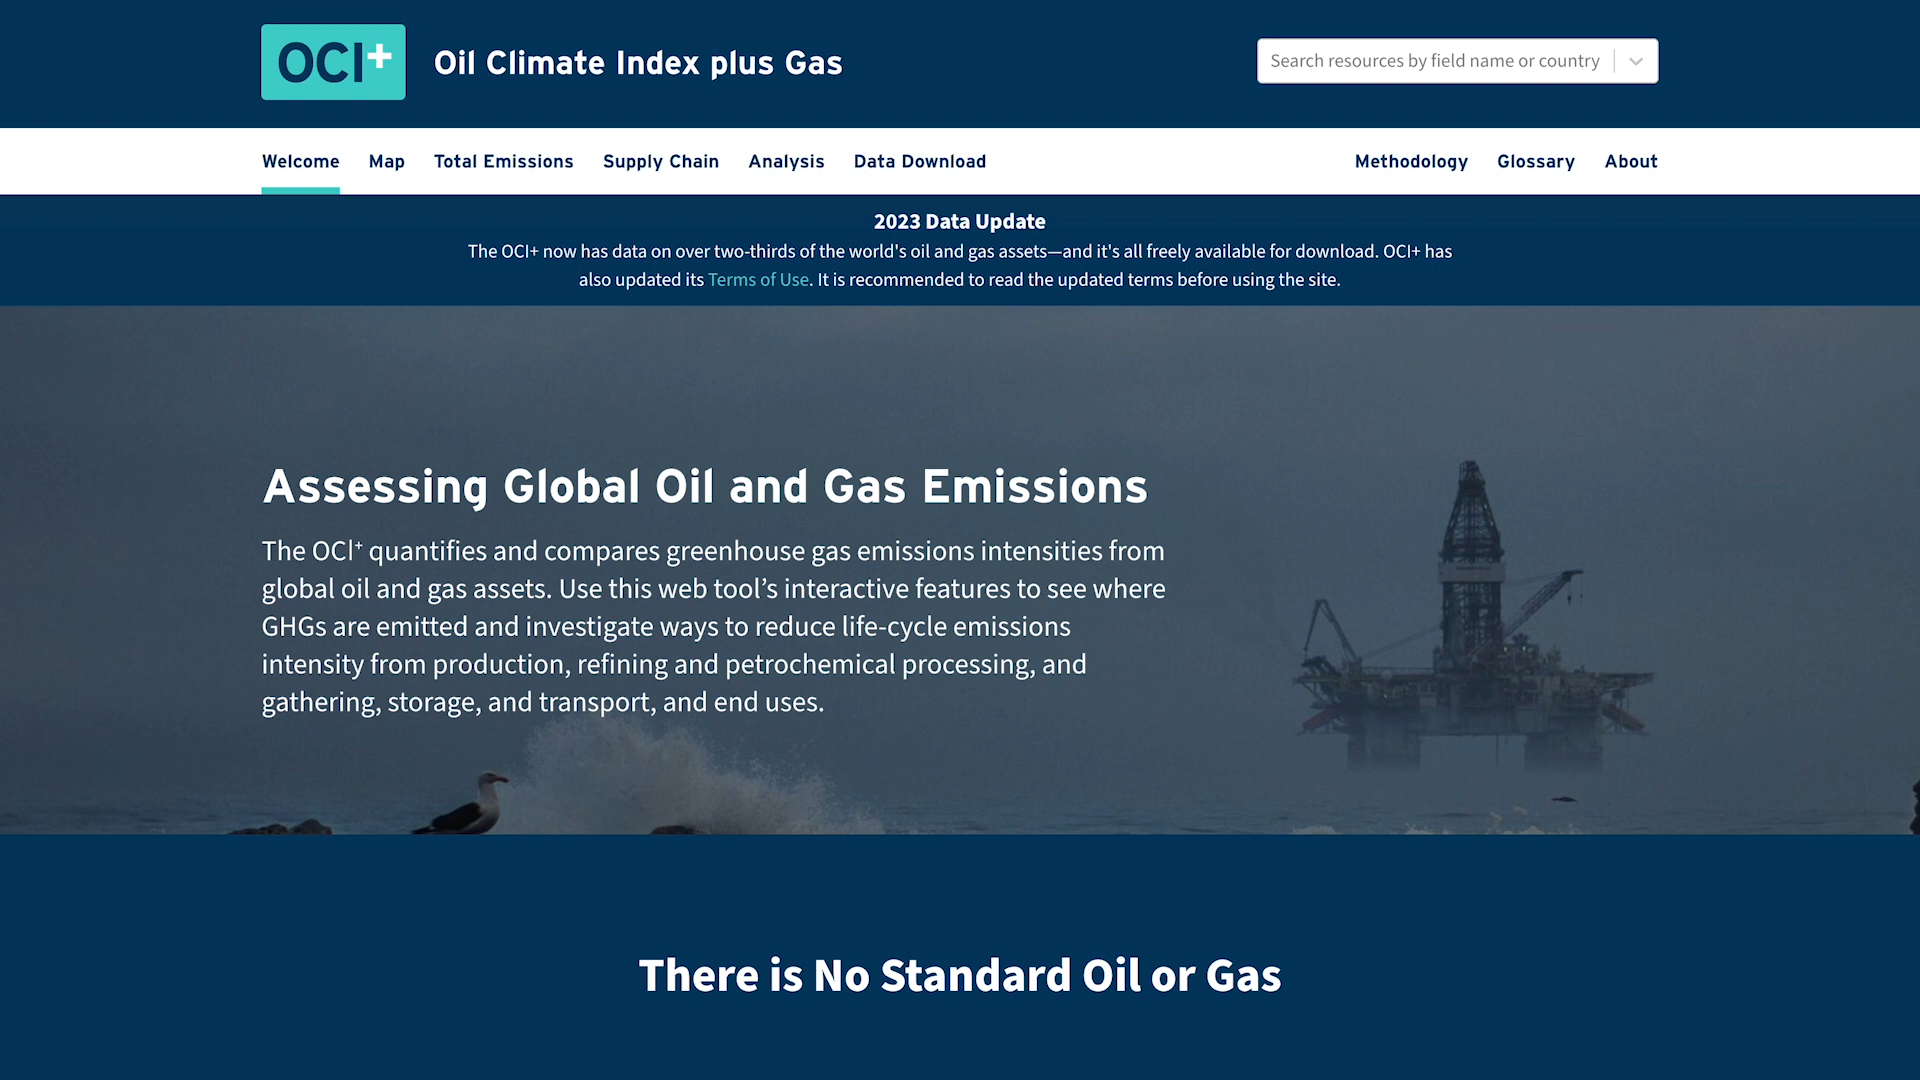 OCI+
Oil Climate Index plus Gas
Search resources by field name or country
Welcome Map Total Emissions Supply Chain Analysis Data Download Methodology Glossary About
2023 Data Update
The OCI+ now has data on over two-thirds of the world's oil and gas assets—and it's all freely available for download. OCI+ has
also updated its Terms of Use. It is recommended to read the updated terms before using the site.
Assessing Global Oil and Gas Emissions
The OCI⁺ quantifies and compares greenhouse gas emissions intensities from
global oil and gas assets. Use this web tool’s interactive features to see where
GHGs are emitted and investigate ways to reduce life-cycle emissions
intensity from production, refining and petrochemical processing, and
gathering, storage, and transport, and end uses.
There is No Standard Oil or Gas